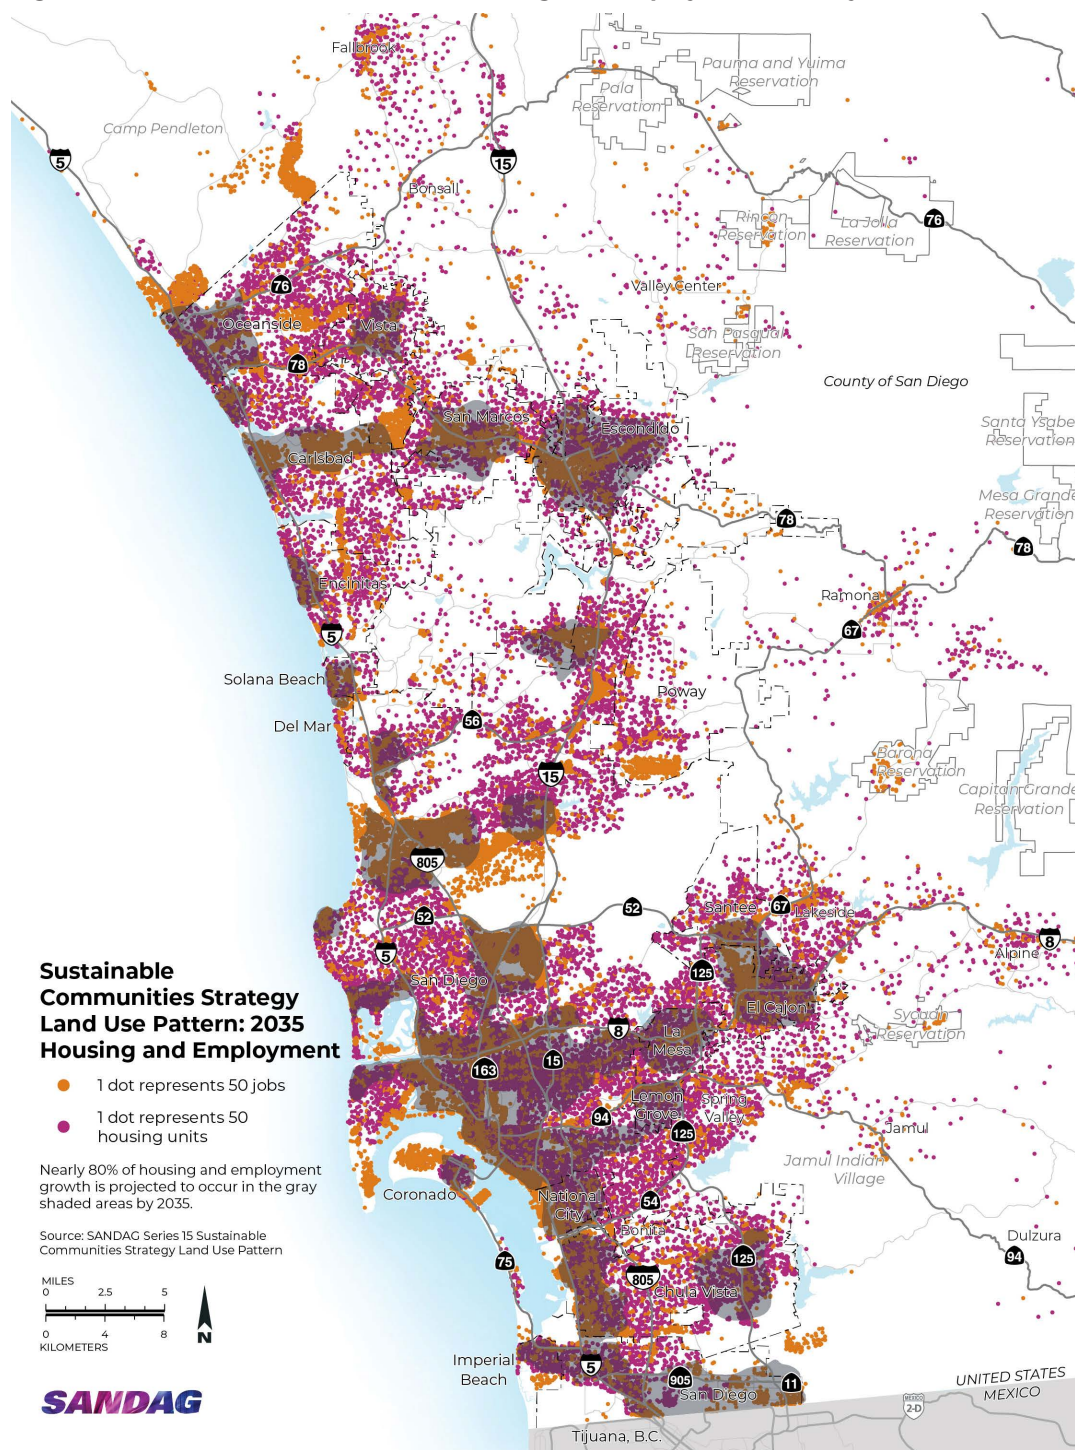 Fallbrook
Pauma and Yuima
Reservation
Pala
Reservation
Camp Pendleton
5
15
Bonsall
76
Rincon
Reservation
La Jolla
Reservation
76
Valley Center
Oceanside
Vista
San Pasqual
Reservation
78
County of San Diego
San Marcos
Escondido
Santa Ysabe
Reservation
Carlsbad
Mesa Grande
Reservation
78
78
Encinitas
Ramona
67
5
Solana Beach
Poway
56
Del Mar
15
Barona
Reservation
Capitan Grande
Reservation
805
52
52
Santee
67
Lakeside
5
8
Alpine
125
San Diego
El Cajon
Sycuan
Reservation
8
La
Mesa
15
163
Lemon
Grove
Spring
Valley
94
125
Jamul
Jamul Indian
Village
Coronado
National
City
54
Bonita
Dulzura
94
75
125
805
Chula Vista
Imperial
Beach
5
905
San Diego
11
UNITED STATES
MEXICO
MEXICO
2-D
Tijuana, B.C.
Sustainable
Communities Strategy
Land Use Pattern: 2035
Housing and Employment
1 dot represents 50 jobs
1 dot represents 50
housing units
Nearly 80% of housing and employment
growth is projected to occur in the gray
shaded areas by 2035.
Source: SANDAG Series 15 Sustainable
Communities Strategy Land Use Pattern
MILES
0 2.5 5
0 4 8
KILOMETERS
N
SANDAG